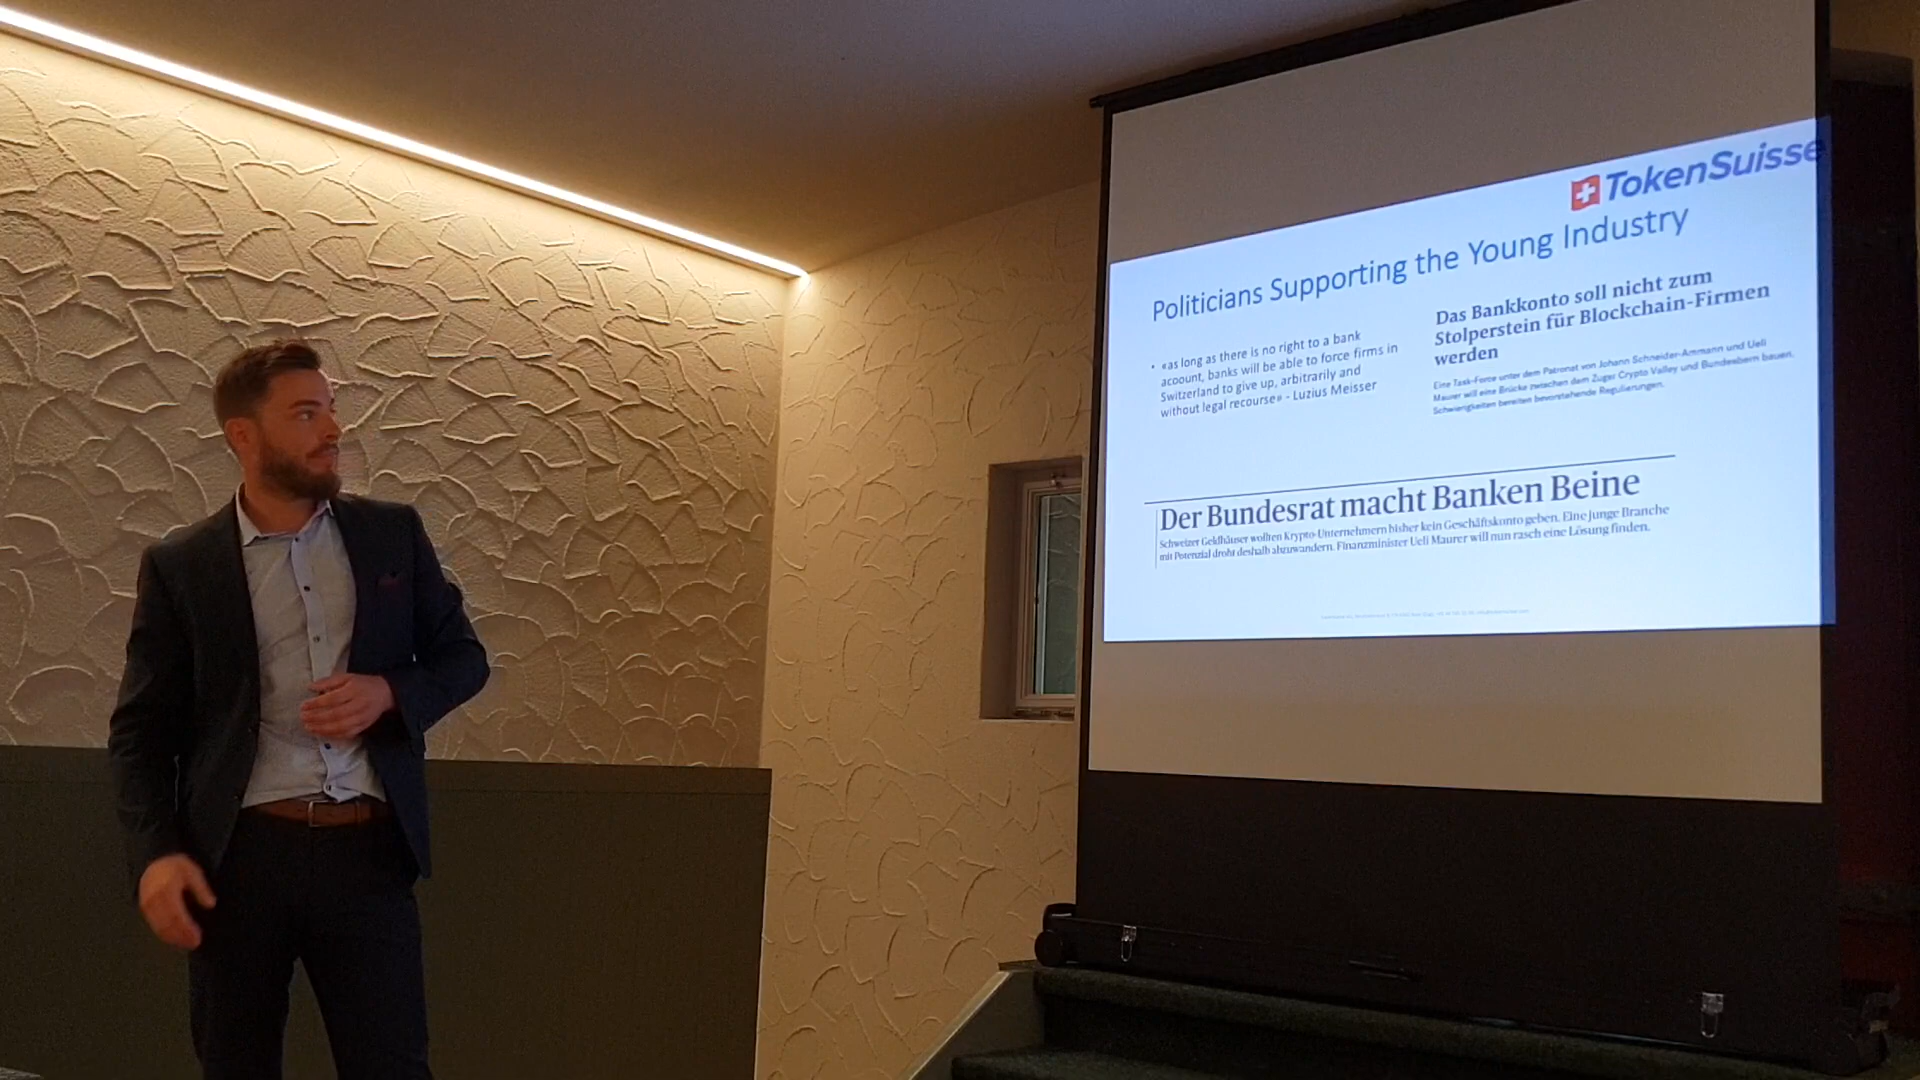 TokenSuisse
Politicians Supporting the Young Industry
• «as long as there is no right to a bank
account, banks will be able to force firms in
Switzerland to give up, arbitrarily and
without legal recourse» - Luzius Meisser
Das Bankkonto soll nicht zum
Stolperstein für Blockchain-Firmen
werden
Eine Task-Force unter dem Patronat von Johann Schneider-Ammann und Ueli
Maurer will eine Brücke zwischen dem Zuger Crypto Valley und Bundesbern bauen.
Schwierigkeiten bereiten bevorstehende Regulierungen.
Der Bundesrat macht Banken Beine
Schweizer Geldhäuser wollten Krypto-Unternehmern bisher kein Geschäftskonto geben. Eine junge Branche
mit Potenzial droht deshalb abzuwandern. Finanzminister Ueli Maurer will nun rasch eine Lösung finden.